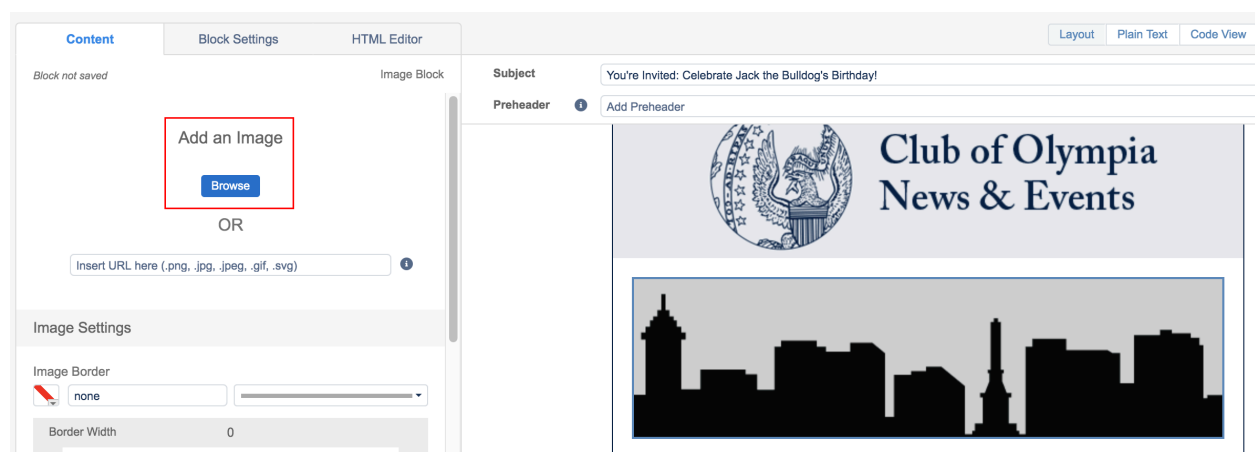 Content
Block Settings
HTML Editor
Layout
Plain Text
Code View
Block not saved
Image Block
Subject
You're Invited: Celebrate Jack the Bulldog's Birthday!
Preheader
Add Preheader
Add an Image
Browse
OR
Insert URL here (.png, .jpg, .jpeg, .gif, .svg)
Image Settings
Image Border
none
Border Width
0
Club of Olympia
News & Events